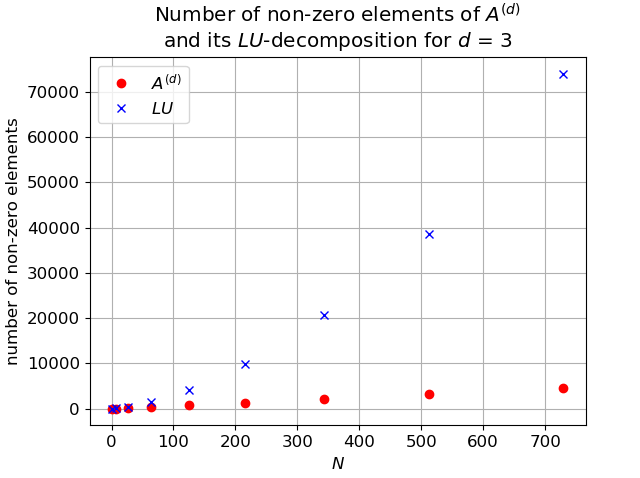 Number of non-zero elements of A^(d)
and its LU-decomposition for d = 3
A^(d)
LU
number of non-zero elements
70000
60000
50000
40000
30000
20000
10000
0
0 100 200 300 400 500 600 700
N